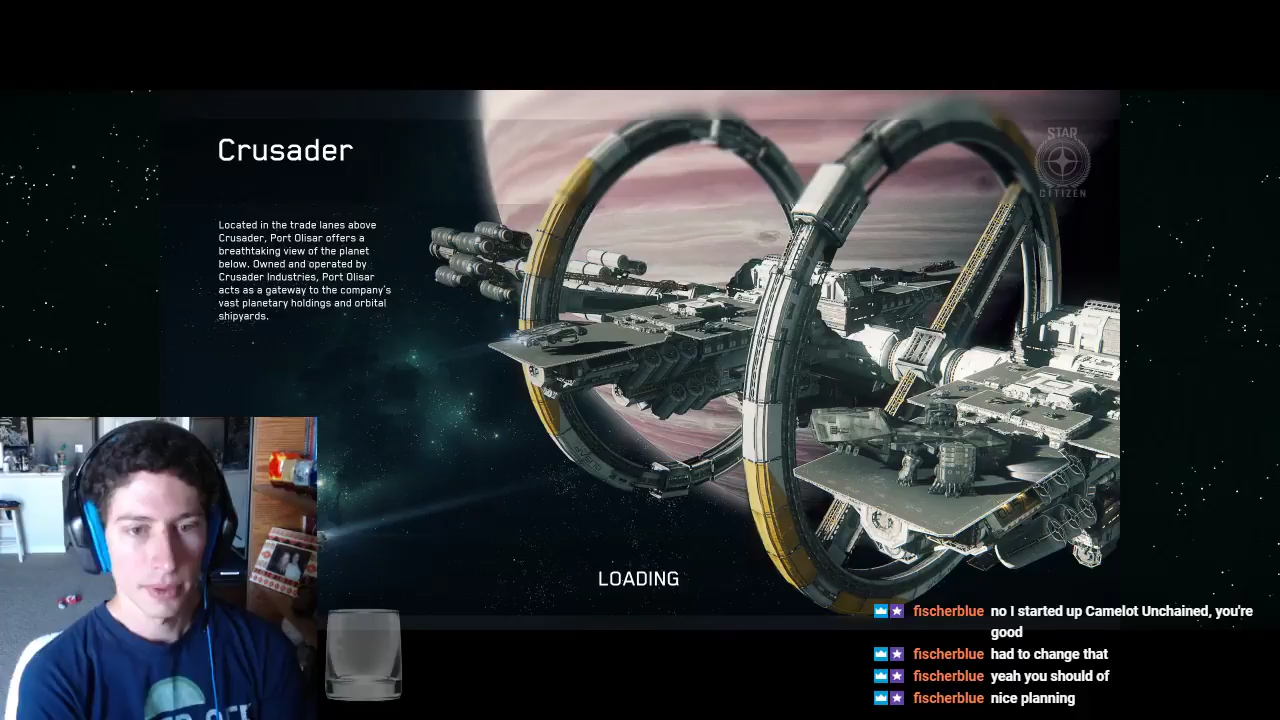 Crusader
STAR
CITIZEN
Located in the trade lanes above
Crusader, Port Olisar offers a
breathtaking view of the planet
below. Owned and operated by
Crusader Industries, Port Olisar
acts as a gateway to the company's
vast planetary holdings and orbital
shipyards.
LOADING
fischerblue no I started up Camelot Unchained, you're
good
fischerblue had to change that
fischerblue yeah you should of
fischerblue nice planning